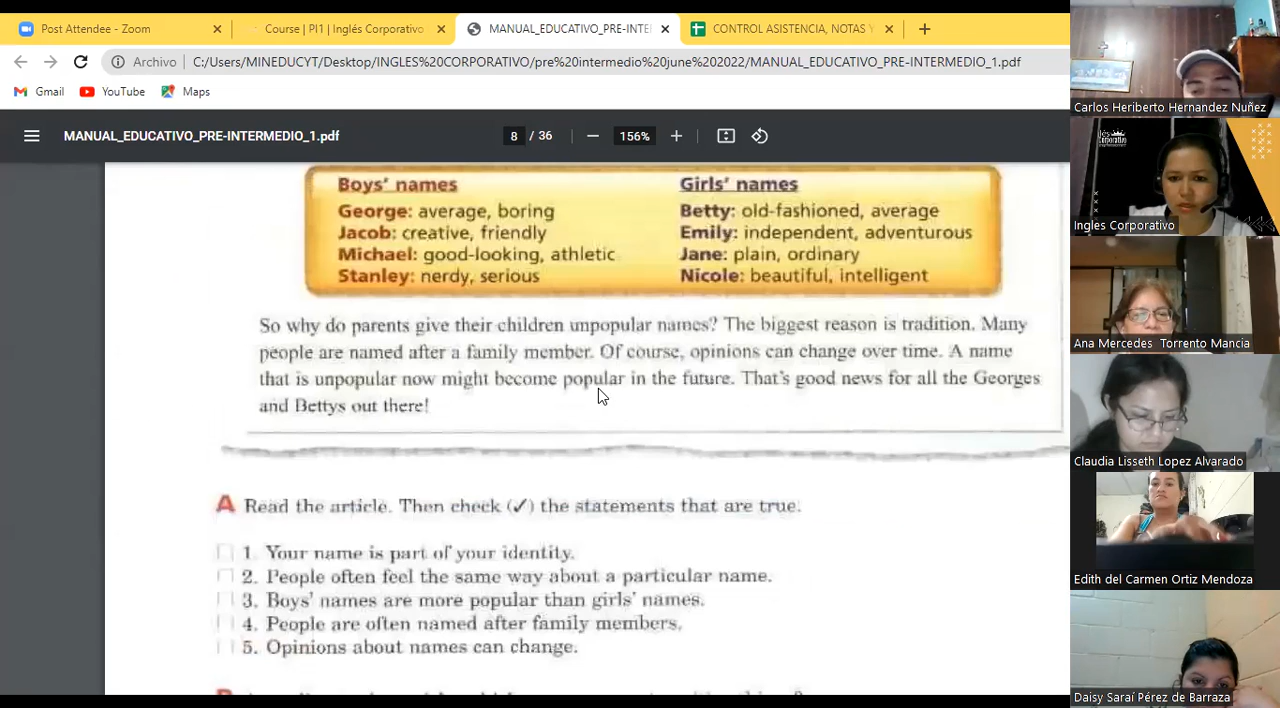 Post Attendee - Zoom
Course | PI1 | Inglés Corporativo
MANUAL_EDUCATIVO_PRE-INTE
CONTROL ASISTENCIA, NOTAS Y
Archivo
C:/Users/MINEDUCYT/Desktop/INGLES%20CORPORATIVO/pre%20intermedio%20june%202022/MANUAL_EDUCATIVO_PRE-INTERMEDIO_1.pdf
Gmail
YouTube
Maps
MANUAL_EDUCATIVO_PRE-INTERMEDIO_1.pdf
8 / 36
156%
Boys' names
George: average, boring
Jacob: creative, friendly
Michael: good-looking, athletic
Stanley: nerdy, serious
Girls' names
Betty: old-fashioned, average
Emily: independent, adventurous
Jane: plain, ordinary
Nicole: beautiful, intelligent
So why do parents give their children unpopular names? The biggest reason is tradition. Many
people are named after a family member. Of course, opinions can change over time. A name
that is unpopular now might become popular in the future. That's good news for all the Georges
and Bettys out there!
A Read the article. Then check (✓) the statements that are true.
1. Your name is part of your identity.
2. People often feel the same way about a particular name.
3. Boys' names are more popular than girls' names.
4. People are often named after family members.
5. Opinions about names can change.
Carlos Heriberto Hernandez Nuñez
Corporativo
Ingles Corporativo
Ana Mercedes Torrento Mancia
Claudia Lisseth Lopez Alvarado
Edith del Carmen Ortiz Mendoza
Daisy Saraí Pérez de Barraza